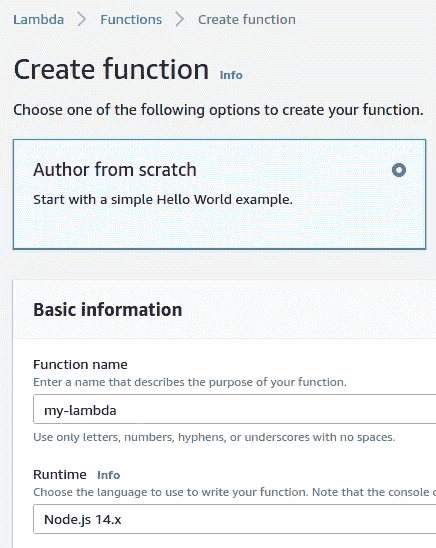 Lambda > Functions > Create function
Create function Info
Choose one of the following options to create your function.
Author from scratch
Start with a simple Hello World example.
Basic information
Function name
Enter a name that describes the purpose of your function.
my-lambda
Use only letters, numbers, hyphens, or underscores with no spaces.
Runtime Info
Choose the language to use to write your function. Note that the console
Node.js 14.x